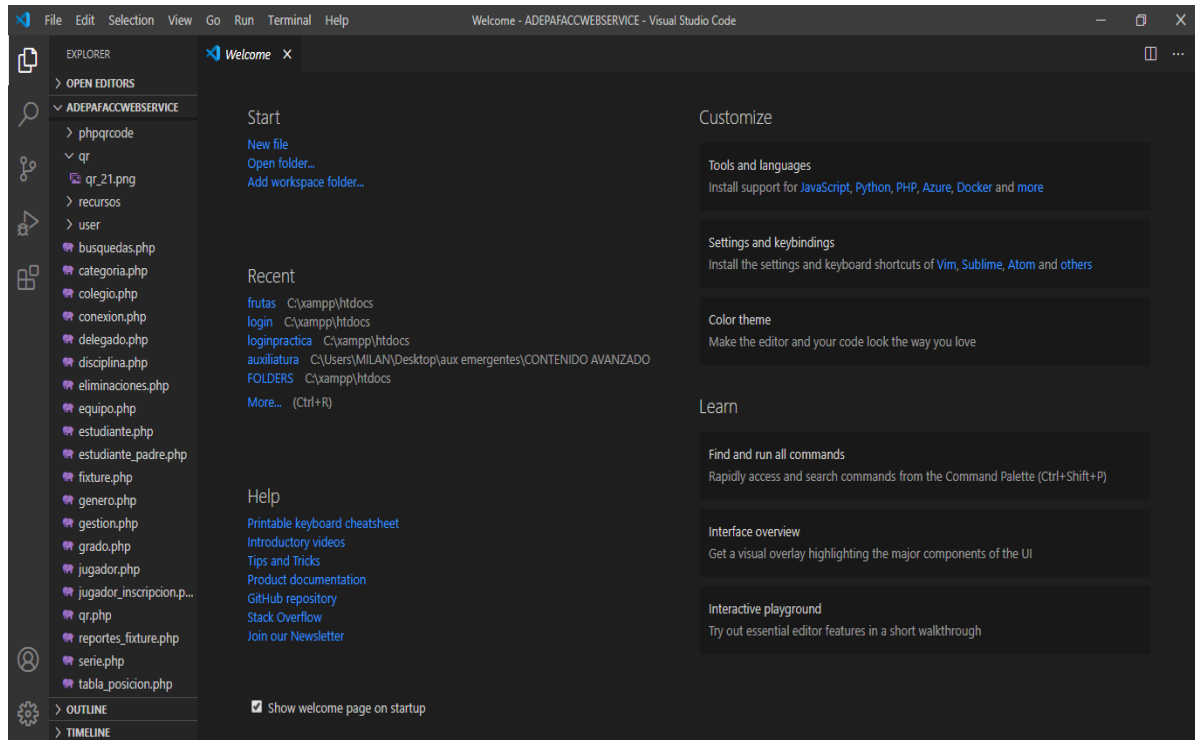 File Edit Selection View Go Run Terminal Help
Welcome - ADEPAFACCWEBSERVICE - Visual Studio Code
EXPLORER
OPEN EDITORS
ADEPAFACCWEBSERVICE
phpqrcode
qr
qr_21.png
recursos
user
busquedas.php
categoria.php
colegio.php
conexion.php
delegado.php
disciplina.php
eliminaciones.php
equipo.php
estudiante.php
estudiante_padre.php
fixture.php
genero.php
gestion.php
grado.php
jugador.php
jugador_inscripcion.p...
qr.php
reportes_fixture.php
serie.php
tabla_posicion.php
OUTLINE
TIMELINE
Welcome
Start
New file
Open folder...
Add workspace folder...
Recent
frutas C:\xampp\htdocs
login C:\xampp\htdocs
loginpractica C:\xampp\htdocs
auxiliatura C:\Users\MILAN\Desktop\aux emergentes\CONTENIDO AVANZADO
FOLDERS C:\xampp\htdocs
More... (Ctrl+R)
Help
Printable keyboard cheatsheet
Introductory videos
Tips and Tricks
Product documentation
GitHub repository
Stack Overflow
Join our Newsletter
Show welcome page on startup
Customize
Tools and languages
Install support for JavaScript, Python, PHP, Azure, Docker and more
Settings and keybindings
Install the settings and keyboard shortcuts of Vim, Sublime, Atom and others
Color theme
Make the editor and your code look the way you love
Learn
Find and run all commands
Rapidly access and search commands from the Command Palette (Ctrl+Shift+P)
Interface overview
Get a visual overlay highlighting the major components of the UI
Interactive playground
Try out essential editor features in a short walkthrough